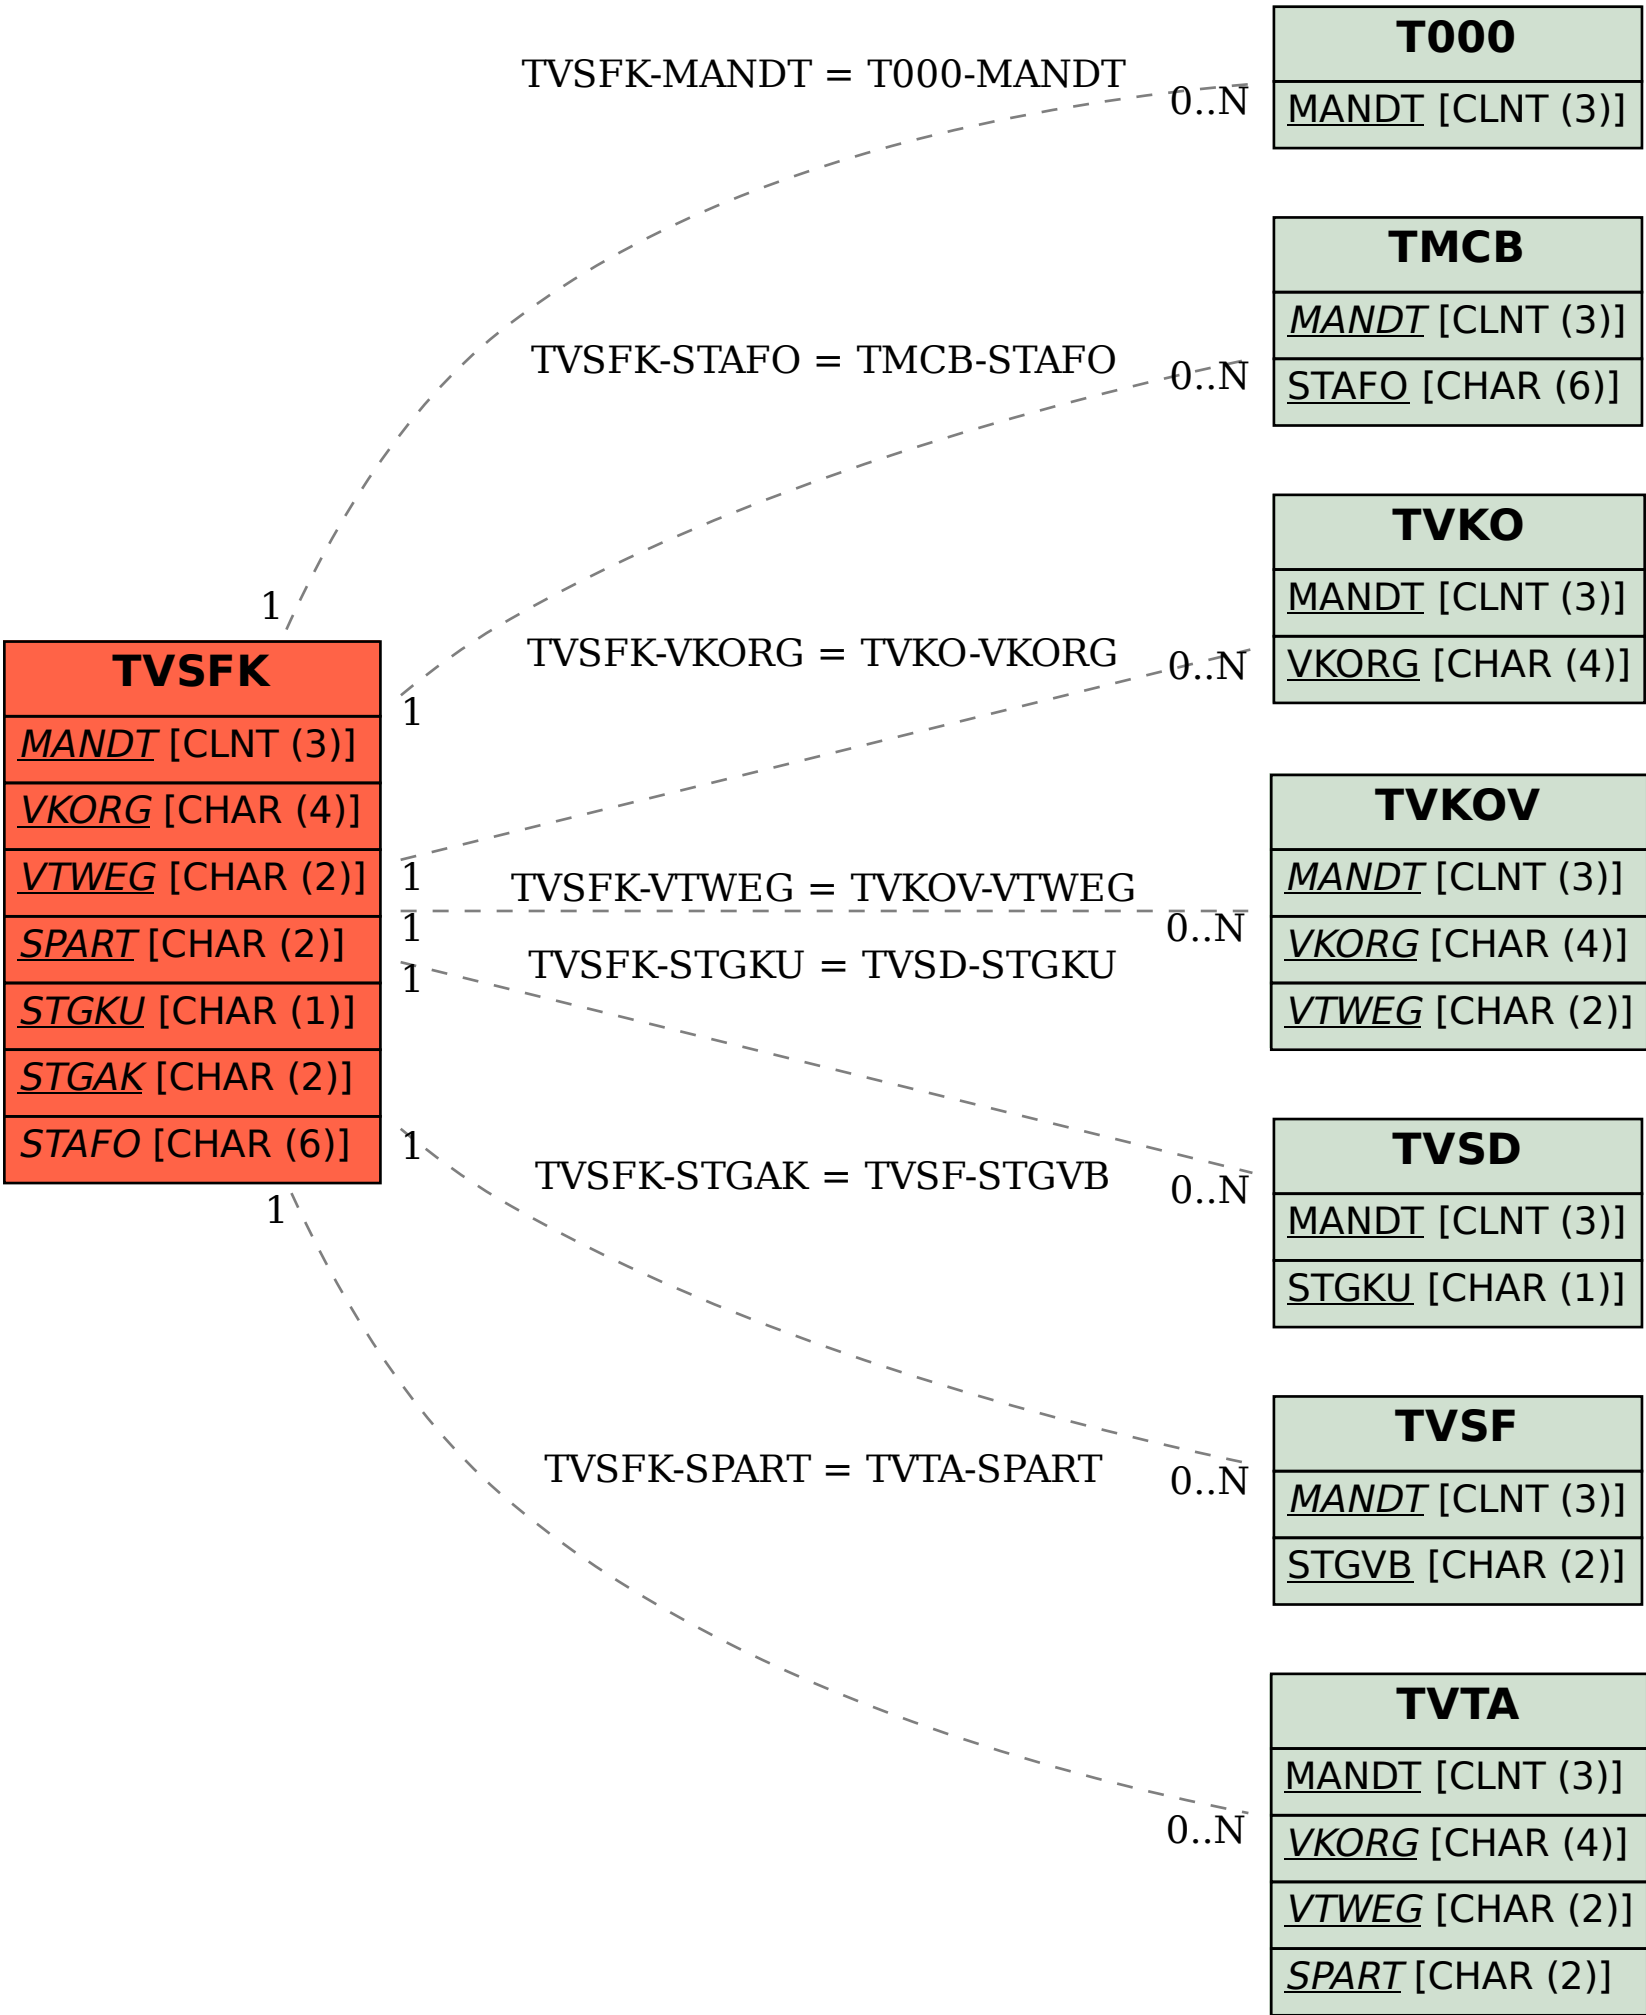 T000
MANDT [CLNT (3)]
TVSFK-MANDT = T000-MANDT
0..N
1
TMCB
MANDT [CLNT (3)]
STAFO [CHAR (6)]
TVSFK-STAFO = TMCB-STAFO
0..N
1
TVKO
MANDT [CLNT (3)]
VKORG [CHAR (4)]
TVSFK-VKORG = TVKO-VKORG
0..N
1
TVSFK
MANDT [CLNT (3)]
VKORG [CHAR (4)]
VTWEG [CHAR (2)]
SPART [CHAR (2)]
STGKU [CHAR (1)]
STGAK [CHAR (2)]
STAFO [CHAR (6)]
TVKOV
MANDT [CLNT (3)]
VKORG [CHAR (4)]
VTWEG [CHAR (2)]
TVSFK-VTWEG = TVKOV-VTWEG
0..N
1
TVSFK-STGKU = TVSD-STGKU
0..N
1
TVSD
MANDT [CLNT (3)]
STGKU [CHAR (1)]
TVSFK-STGAK = TVSF-STGVB
0..N
1
TVSF
MANDT [CLNT (3)]
STGVB [CHAR (2)]
TVSFK-SPART = TVTA-SPART
0..N
1
TVTA
MANDT [CLNT (3)]
VKORG [CHAR (4)]
VTWEG [CHAR (2)]
SPART [CHAR (2)]